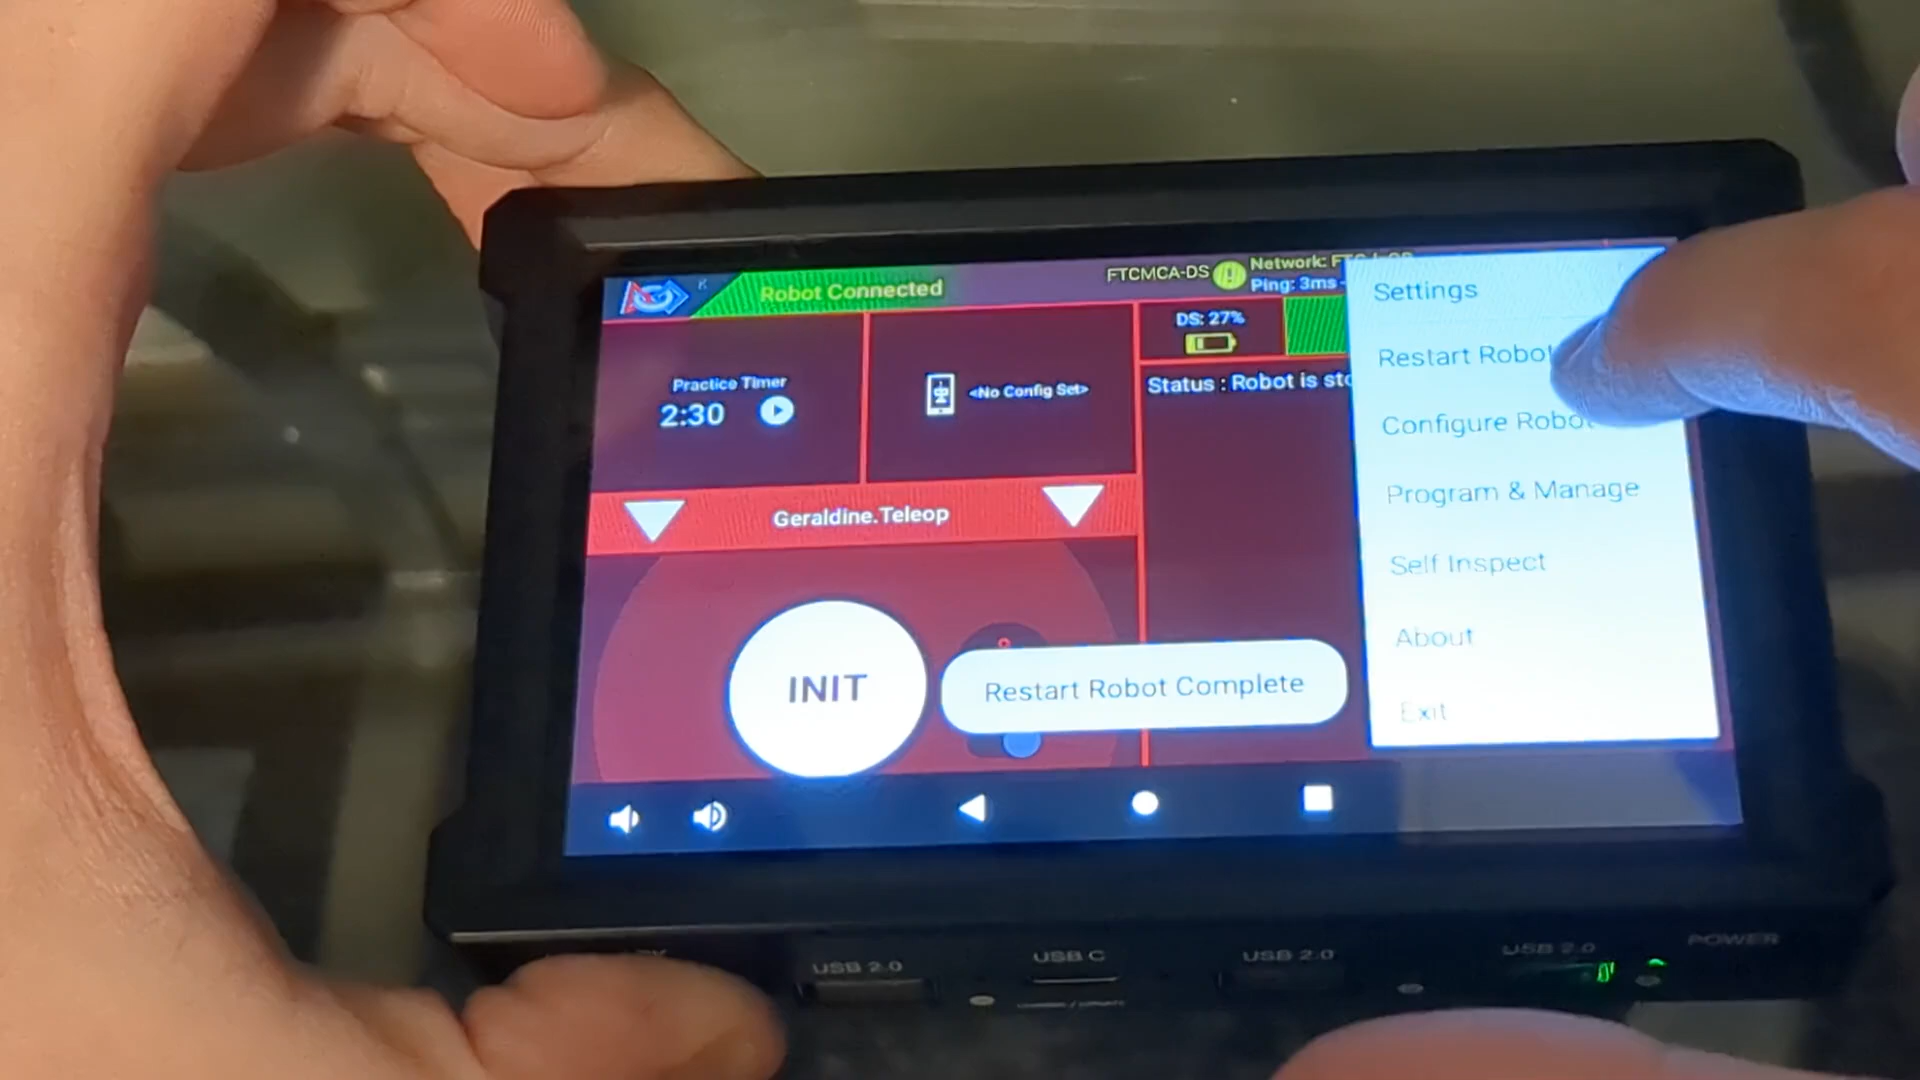 K
Robot Connected
FTCMCA-DS
Network:
Ping: 3ms -
DS: 27%
Practice Timer
2:30
<No Config Set>
Status : Robot is
Geraldine.Teleop
INIT
Restart Robot Complete
Settings
Restart Robot
Configure Robot
Program & Manage
Self Inspect
About
Exit
USB 2.0
USB C
USB 2.0
USB 2.0
POWER